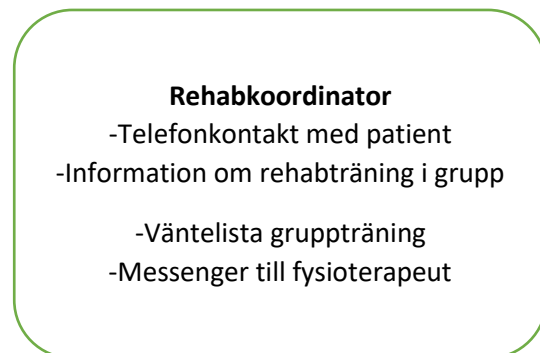 Rehabkoordinator
-Telefonkontakt med patient
-Information om rehabträning i grupp
-Väntelista gruppträning
-Messenger till fysioterapeut